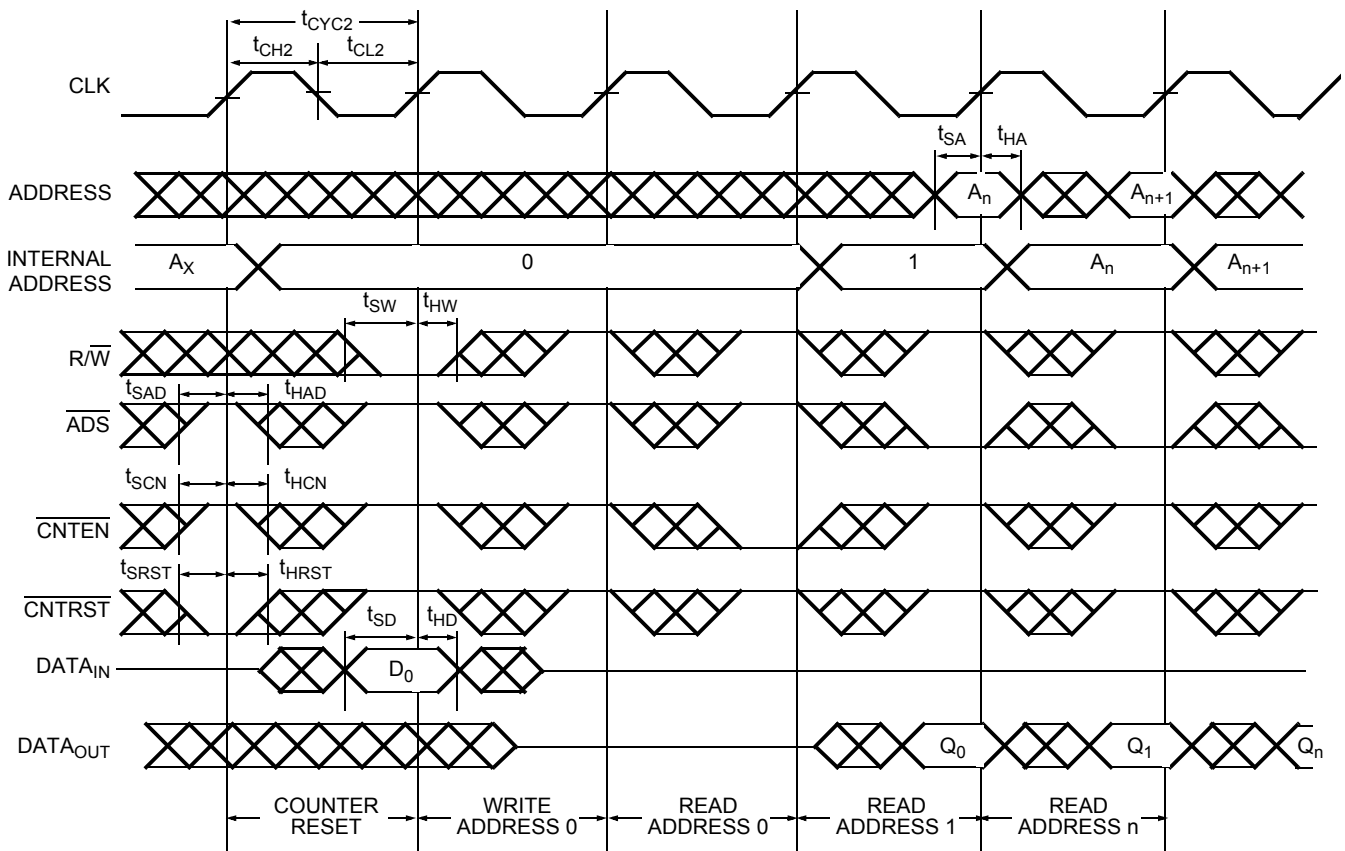 tCYC2
tCH2 tCL2
CLK
tSA tHA
ADDRESS An An+1
INTERNAL ADDRESS AX 0 1 An An+1
tSW tHW
R/W
tSAD tHAD
ADS
tSCN tHCN
CNTEN
tSRST tHRST
CNTRST
tSD tHD
DATAIN D0
DATAOUT Q0 Q1 Qn
COUNTER RESET
WRITE ADDRESS 0
READ ADDRESS 0
READ ADDRESS 1
READ ADDRESS n